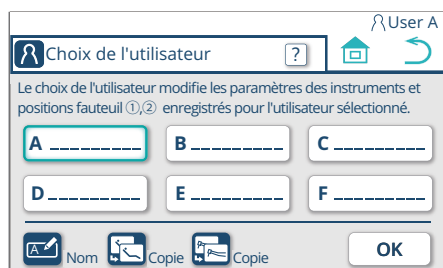 User A
Choix de l'utilisateur ?
Le choix de l'utilisateur modifie les paramètres des instruments et
positions fauteuil ①,② enregistrés pour l'utilisateur sélectionné.
A _________ B _________ C _________
D _________ E _________ F _________
A Nom Copie Copie OK